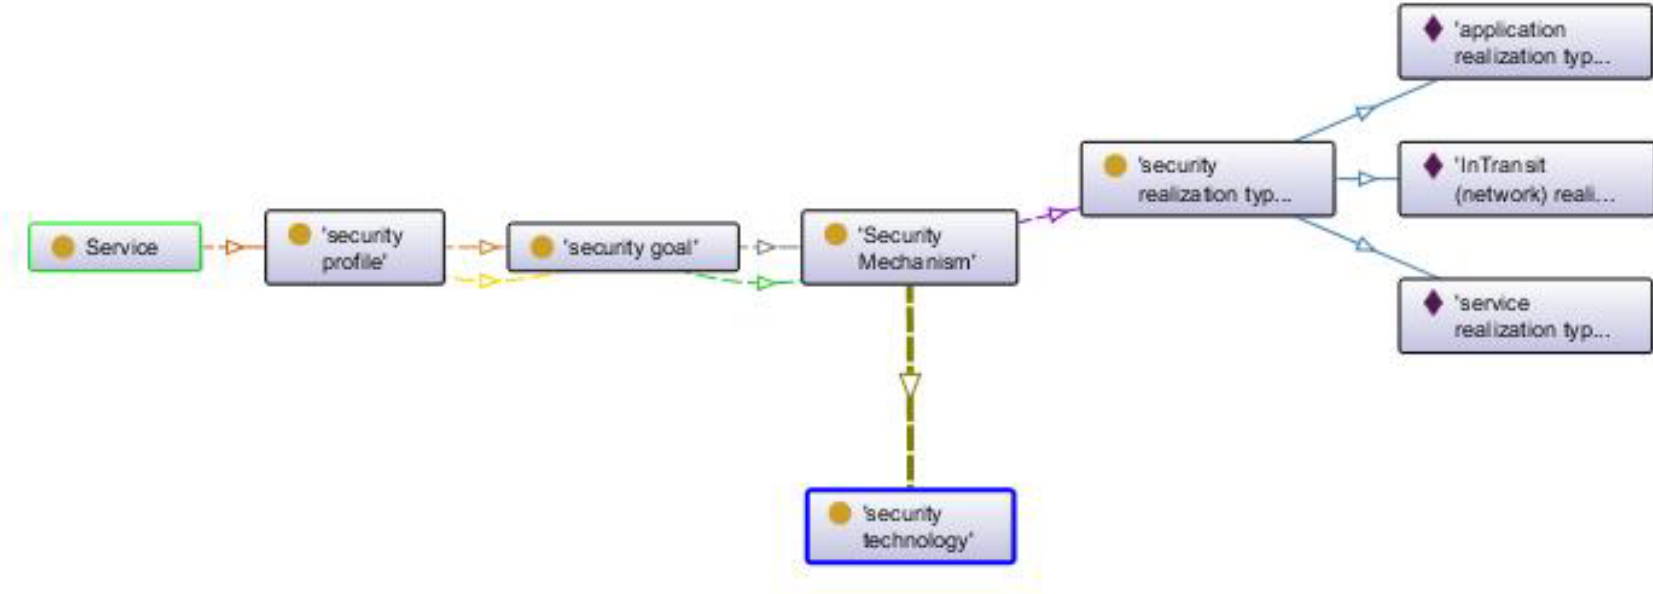 'application
realization typ...
'security
realization typ...
'InTransit
(network) reali...
Service
'security
profile'
'security goal'
'Security
Mechanism'
'service
realization typ...
'security
technology'